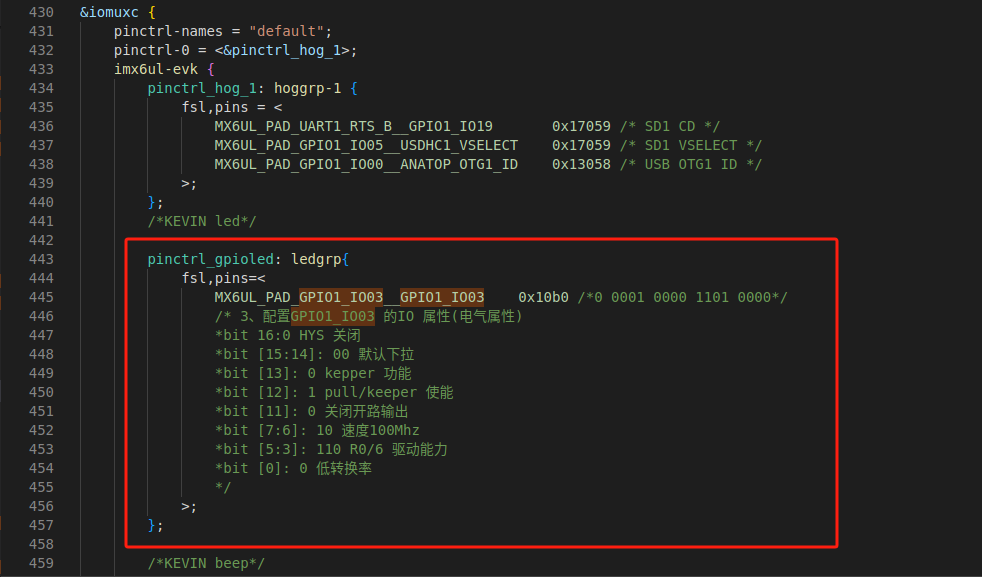 430 &iomuxc {
431 pinctrl-names = "default";
432 pinctrl-0 = <&pinctrl_hog_1>;
433 imx6ul-evk {
434 pinctrl_hog_1: hoggrp-1 {
435 fsl,pins = <
436 MX6UL_PAD_UART1_RTS_B__GPIO1_IO19 0x17059 /* SD1 CD */
437 MX6UL_PAD_GPIO1_IO05__USDHC1_VSELECT 0x17059 /* SD1 VSELECT */
438 MX6UL_PAD_GPIO1_IO00__ANATOP_OTG1_ID 0x13058 /* USB OTG1 ID */
439 >;
440 };
441 /*KEVIN led*/
442
443 pinctrl_gpioled: ledgrp{
444 fsl,pins=<
445 MX6UL_PAD_GPIO1_IO03__GPIO1_IO03 0x10b0 /*0 0001 0000 1101 0000*/
446 /* 3、配置GPIO1_IO03 的IO 属性(电气属性)
447 *bit 16:0 HYS 关闭
448 *bit [15:14]: 00 默认下拉
449 *bit [13]: 0 kepper 功能
450 *bit [12]: 1 pull/keeper 使能
451 *bit [11]: 0 关闭开路输出
452 *bit [7:6]: 10 速度100Mhz
453 *bit [5:3]: 110 R0/6 驱动能力
454 *bit [0]: 0 低转换率
455 */
456 >;
457 };
458
459 /*KEVIN beep*/